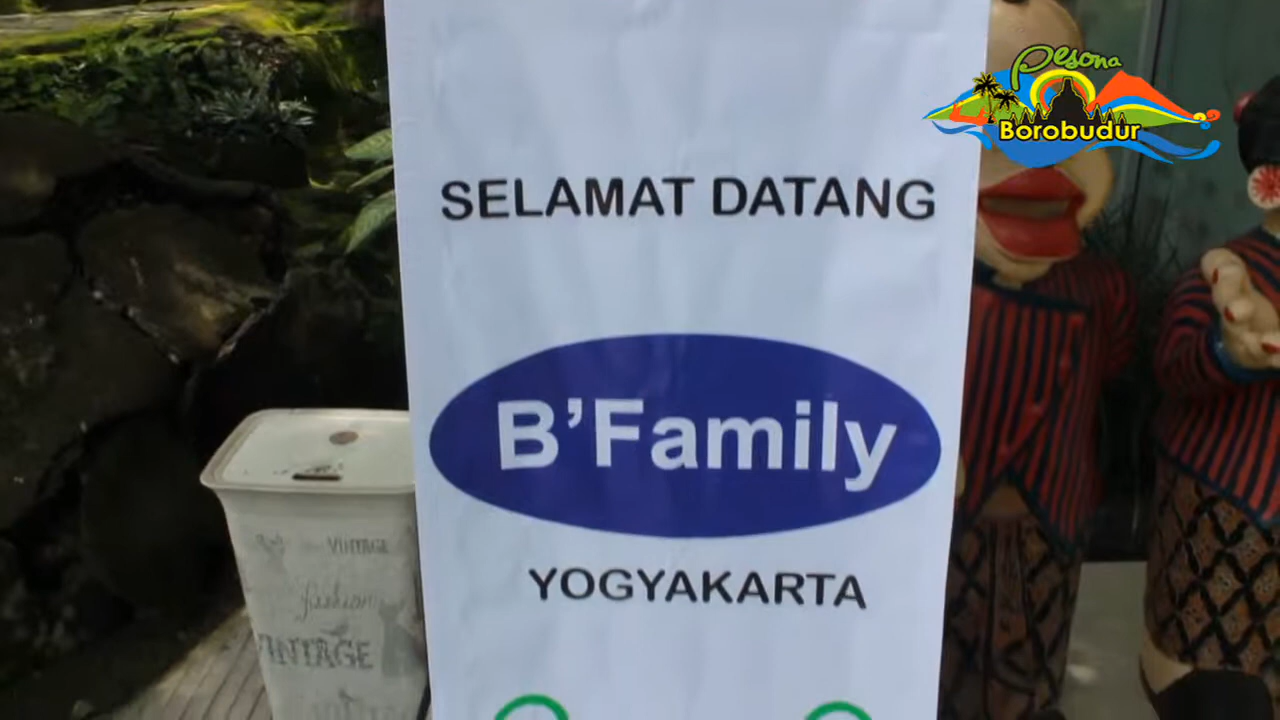 Pesona
Borobudur
SELAMAT DATANG
B'Family
YOGYAKARTA
VINTAGE
fashion
VINTAGE